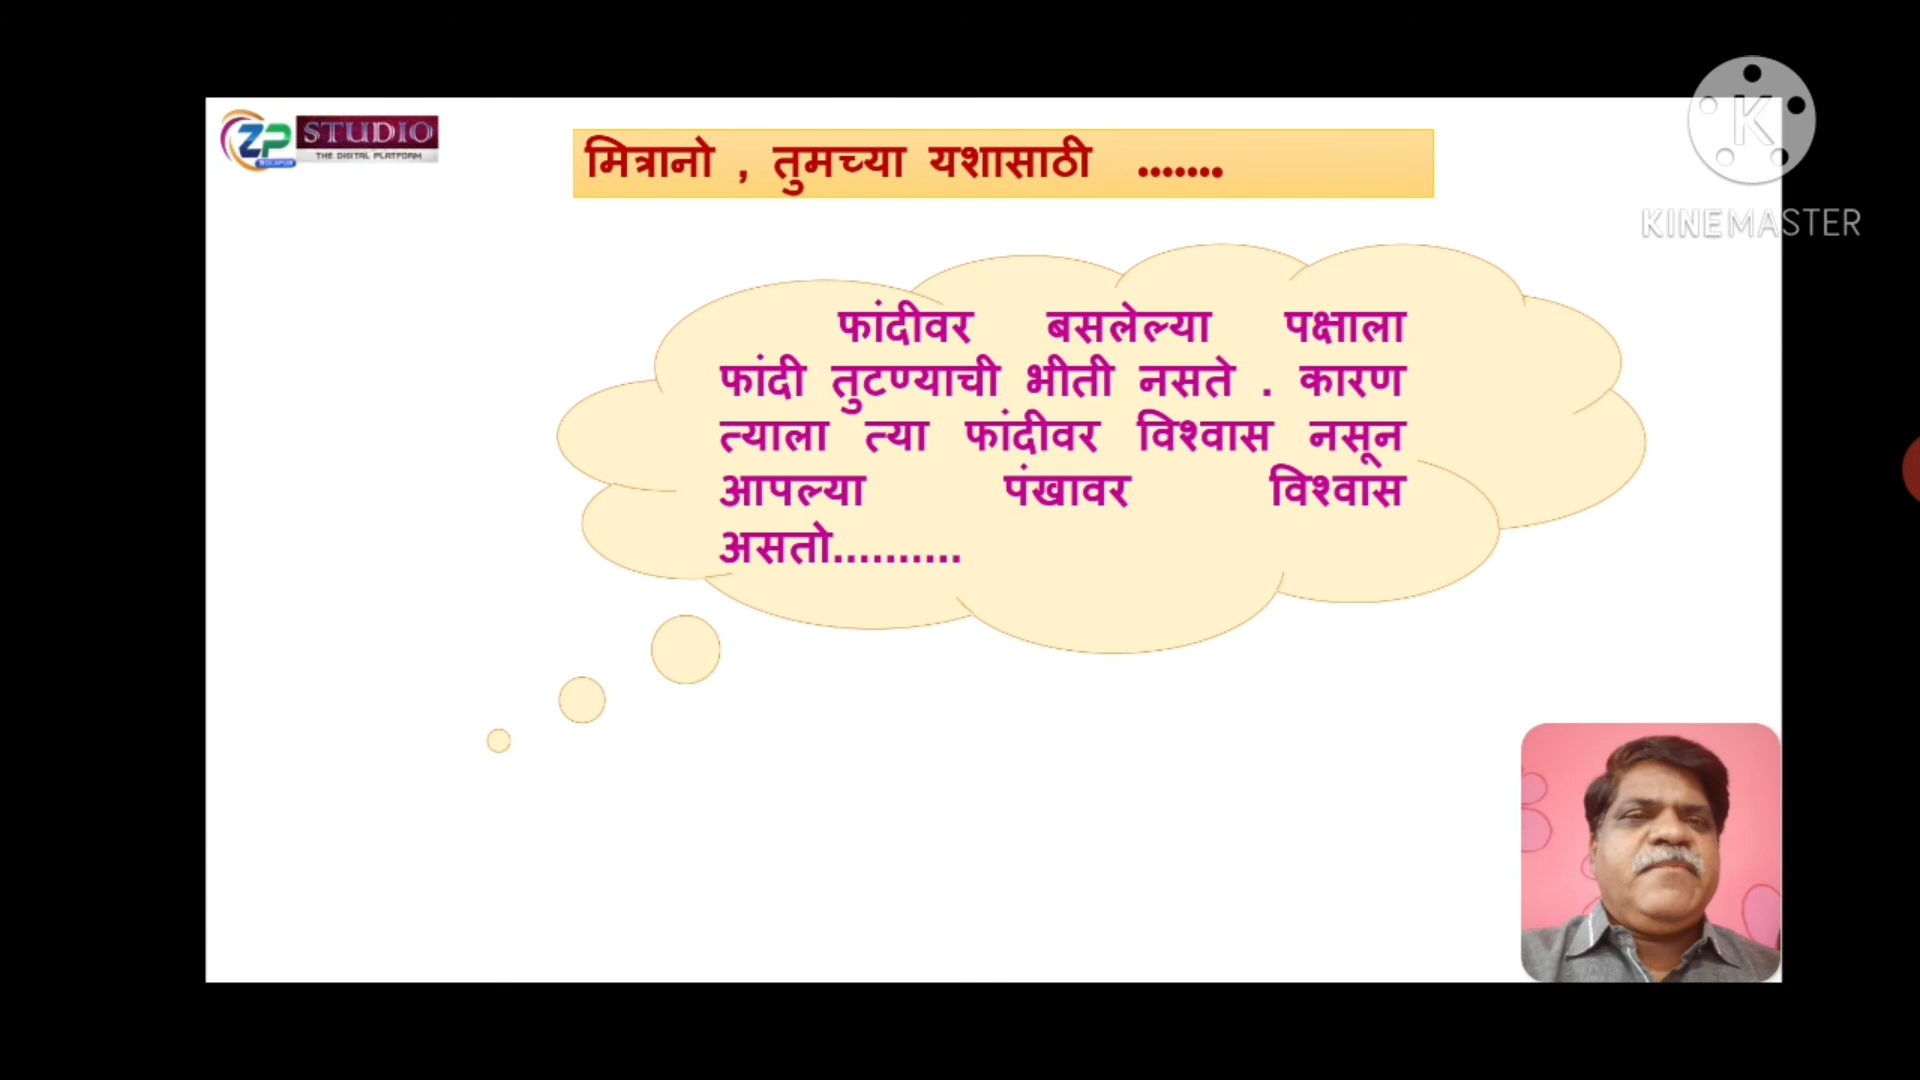 ZP STUDIO
SOLAPUR THE DIGITAL PLATFORM
मित्रानो , तुमच्या यशासाठी .......
K
KINEMASTER
फांदीवर बसलेल्या पक्षाला
फांदी तुटण्याची भीती नसते . कारण
त्याला त्या फांदीवर विश्वास नसून
आपल्या पंखावर विश्वास
असतो..........